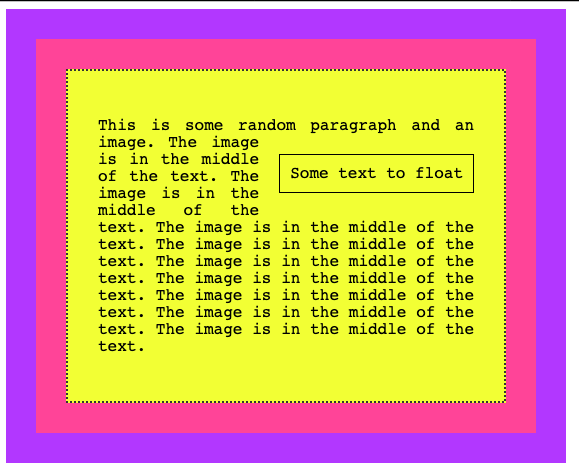 This is some random paragraph and an
image. The image
is in the middle
of the text. The
image is in the
middle of the
Some text to float
text. The image is in the middle of the
text. The image is in the middle of the
text. The image is in the middle of the
text. The image is in the middle of the
text. The image is in the middle of the
text. The image is in the middle of the
text. The image is in the middle of the
text.